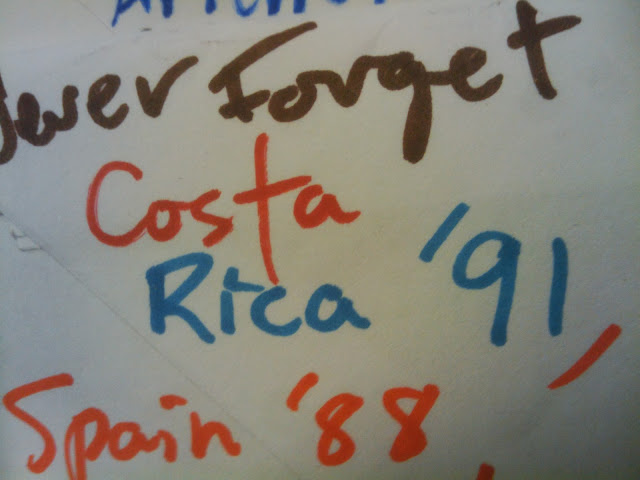 Never Forget
Costa
Rica '91,
Spain '88,